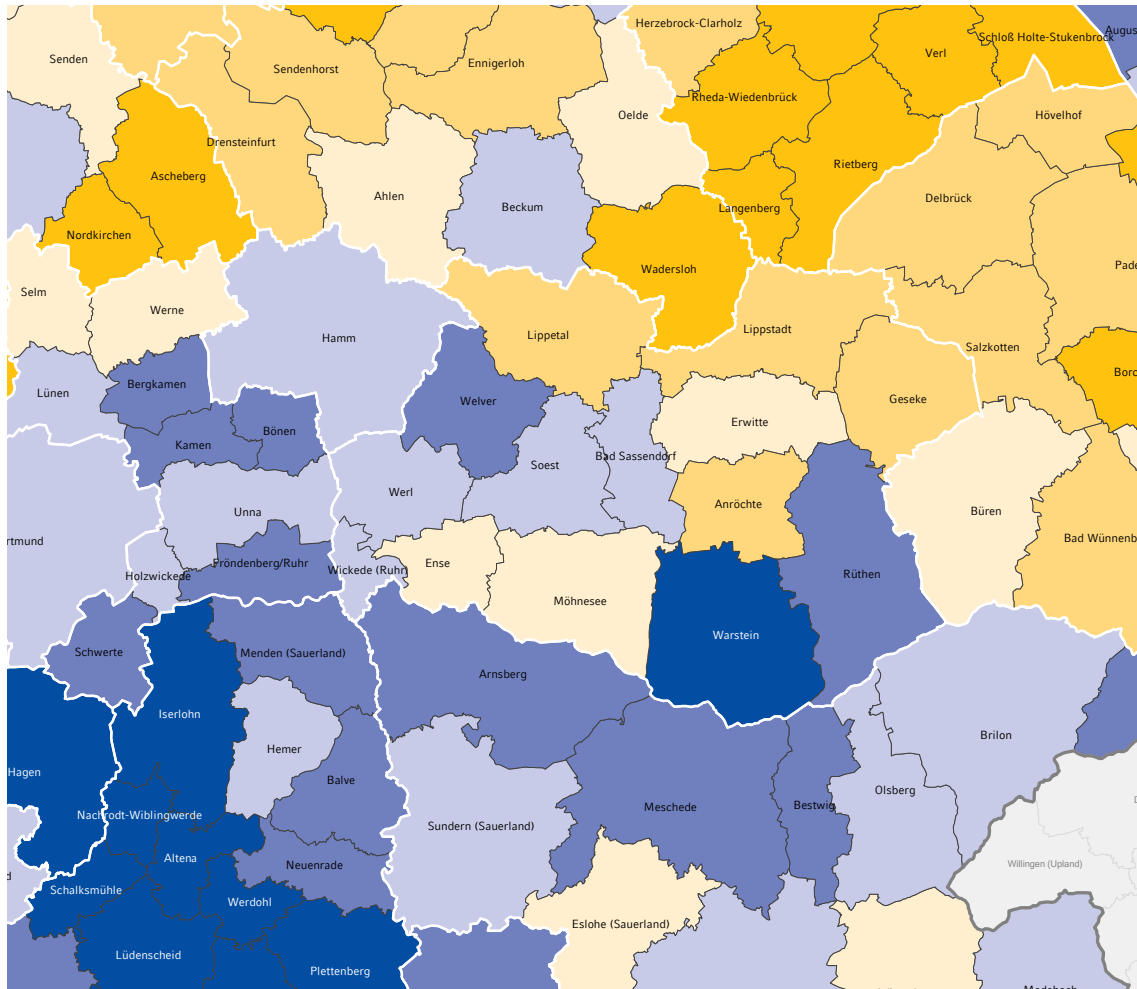 Herzebrock-Clarholz
Augus
Schloß Holte-Stukenbrock
Verl
Senden
Ennigerloh
Sendenhorst
Rheda-Wiedenbrück
Oelde
Hövelhof
Drensteinfurt
Rietberg
Ascheberg
Ahlen
Delbrück
Beckum
Langenberg
Nordkirchen
Pade
Wadersloh
Selm
Werne
Lippstadt
Lippetal
Hamm
Salzkotten
Borc
Bergkamen
Lünen
Geseke
Welver
Erwitte
Bönen
Kamen
Bad Sassendorf
Soest
Werl
Anröchte
Unna
Büren
Bad Wünnenb
rtmund
Fröndenberg/Ruhr
Ense
Wickede (Ruhr)
Holzwickede
Rüthen
Möhnesee
Warstein
Schwerte
Menden (Sauerland)
Arnsberg
Iserlohn
Brilon
Hemer
Hagen
Balve
Olsberg
Meschede
Bestwig
Nachrodt-Wiblingwerde
Sundern (Sauerland)
Altena
Willingen (Upland)
Neuenrade
d
Schalksmühle
Werdohl
Eslohe (Sauerland)
Lüdenscheid
Plettenberg
Medebach